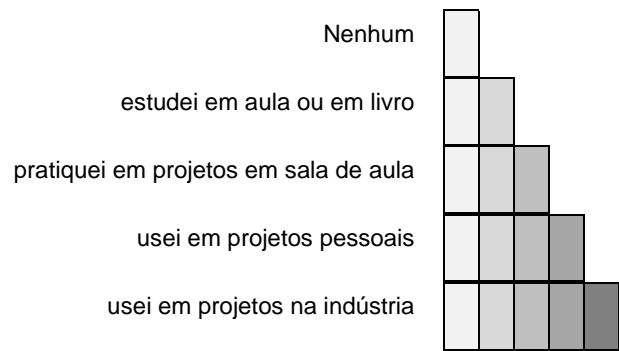 Nenhum
estudei em aula ou em livro
pratiquei em projetos em sala de aula
usei em projetos pessoais
usei em projetos na indústria